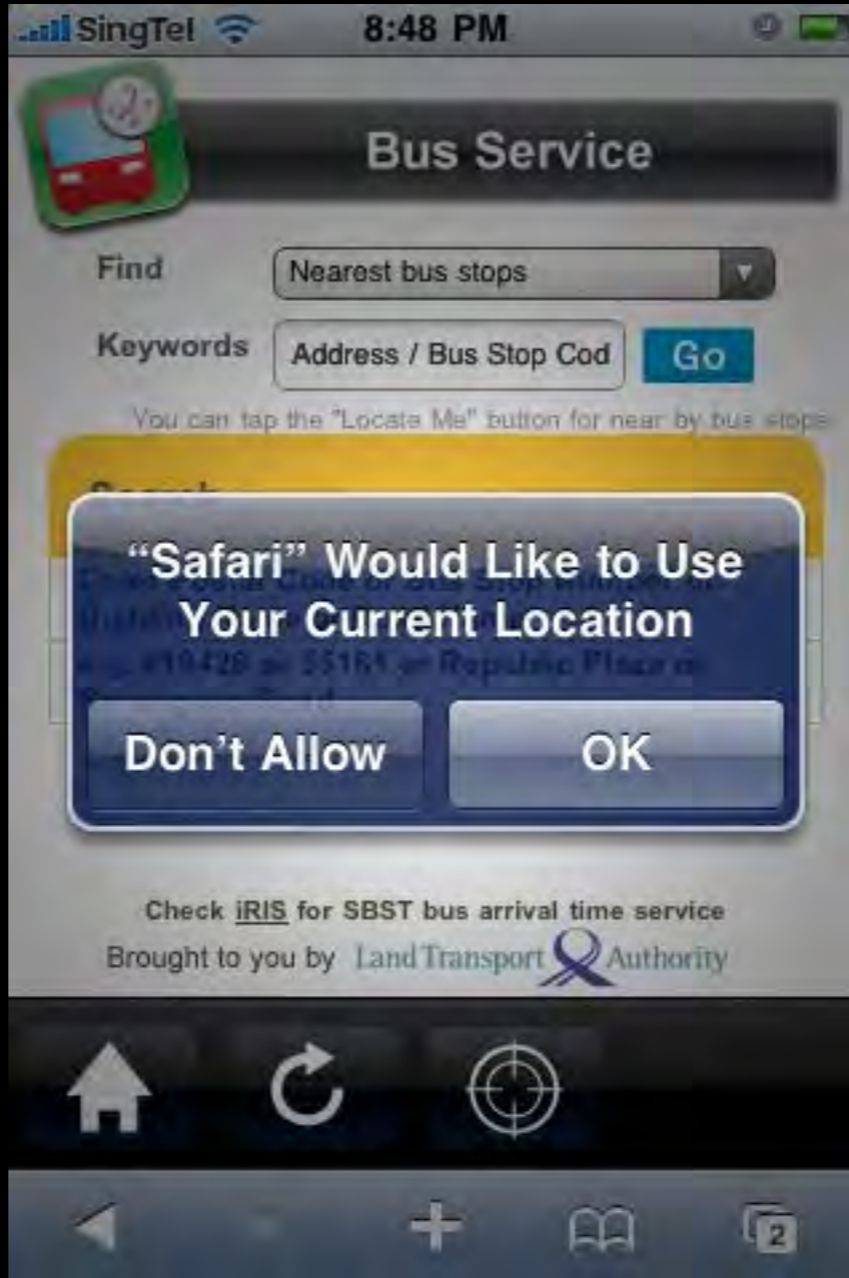 SingTel 8:48 PM
Bus Service
Find Nearest bus stops
Keywords Address / Bus Stop Cod Go
You can tap the "Locate Me" button for near by bus stops
Search
“Safari” Would Like to Use
Your Current Location
Don’t Allow OK
Check iRIS for SBST bus arrival time service
Brought to you by Land Transport Authority
2